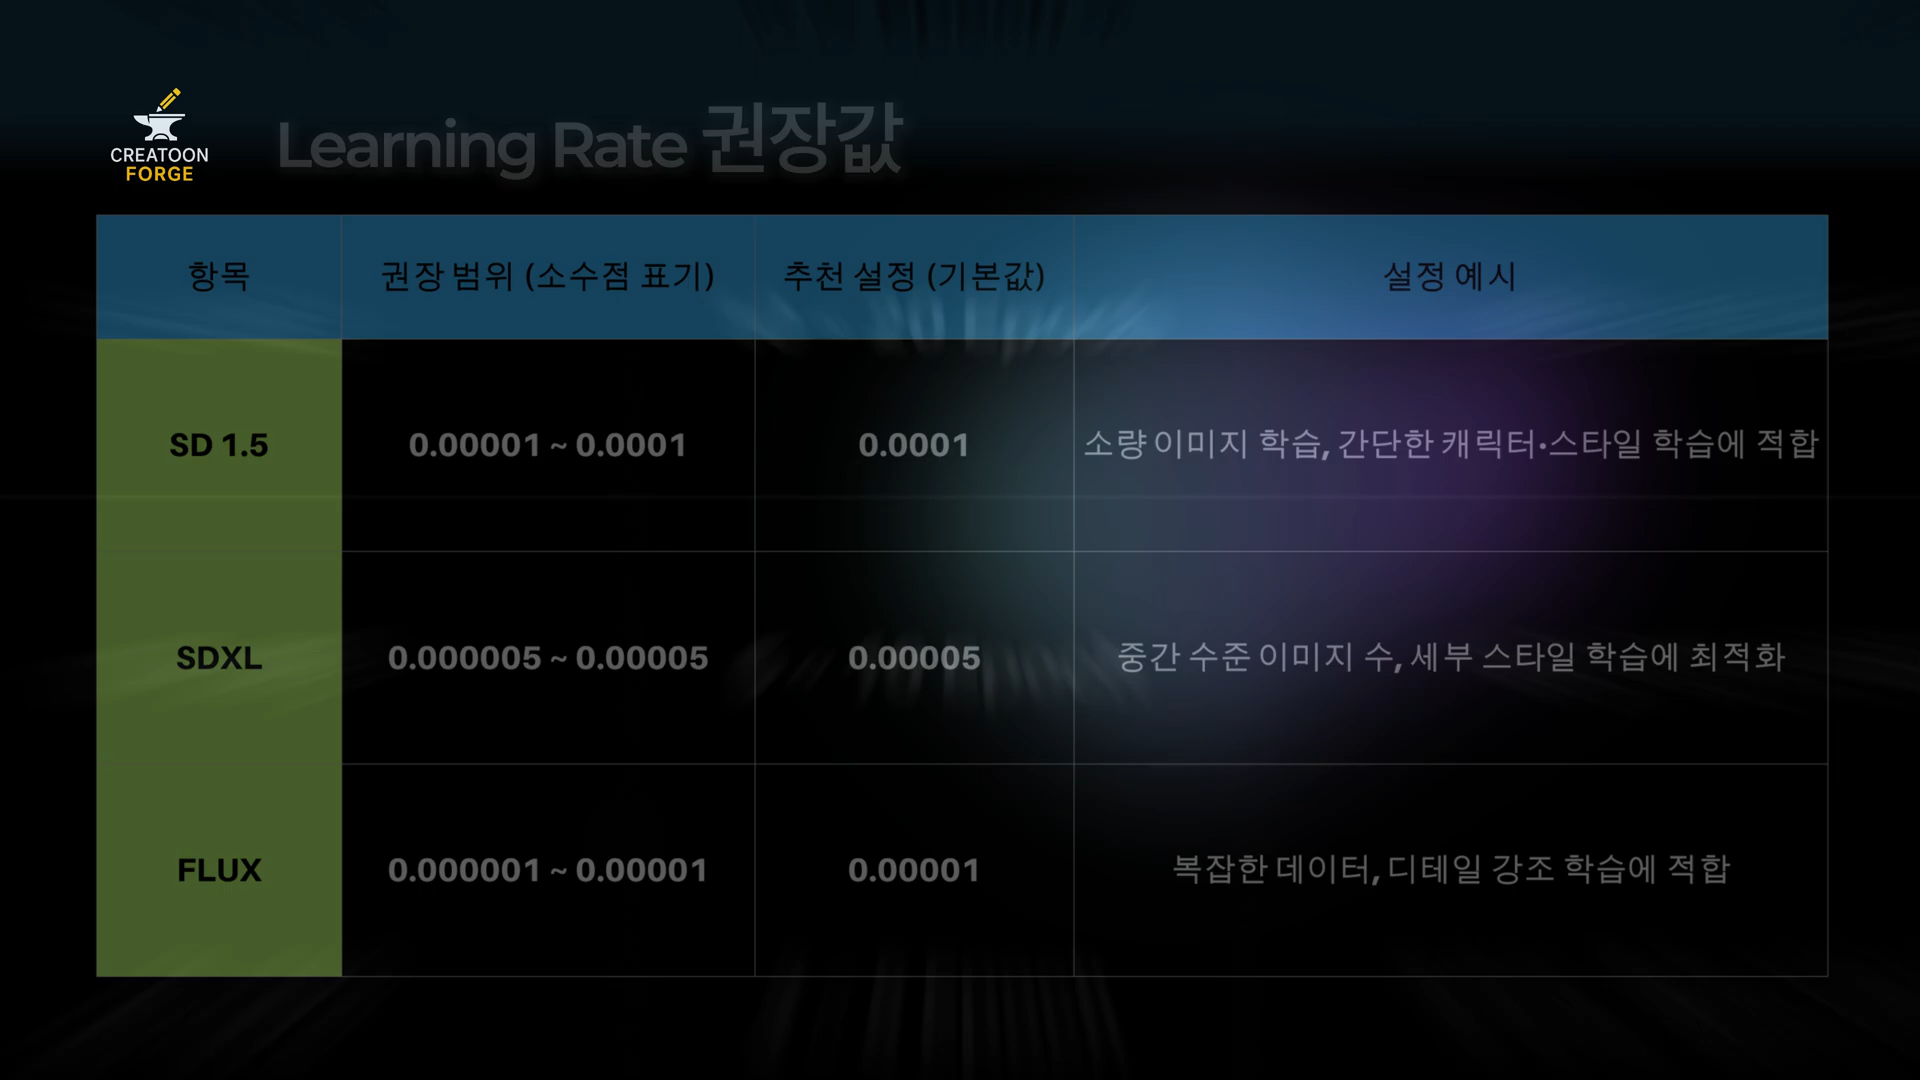 CREATOON
FORGE
Learning Rate 권장값
항목 권장 범위 (소수점 표기) 추천 설정 (기본값) 설정 예시
SD 1.5 0.00001 ~ 0.0001 0.0001 소량 이미지 학습, 간단한 캐릭터·스타일 학습에 적합
SDXL 0.000005 ~ 0.00005 0.00005 중간 수준 이미지 수, 세부 스타일 학습에 최적화
FLUX 0.000001 ~ 0.00001 0.00001 복잡한 데이터, 디테일 강조 학습에 적합